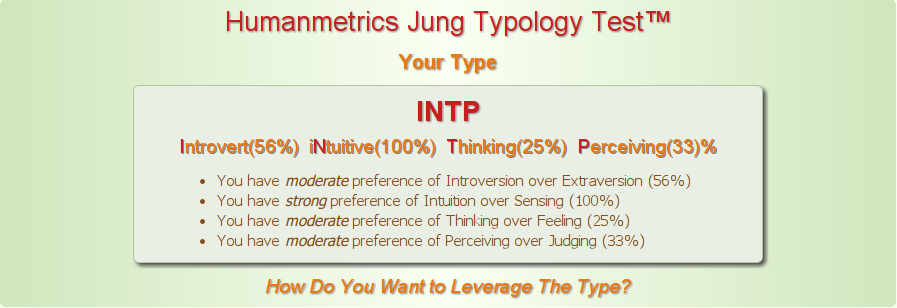 Humanmetrics Jung Typology Test™
Your Type
INTP
Introvert(56%) iNtuitive(100%) Thinking(25%) Perceiving(33)%
• You have moderate preference of Introversion over Extraversion (56%)
• You have strong preference of Intuition over Sensing (100%)
• You have moderate preference of Thinking over Feeling (25%)
• You have moderate preference of Perceiving over Judging (33%)
How Do You Want to Leverage The Type?